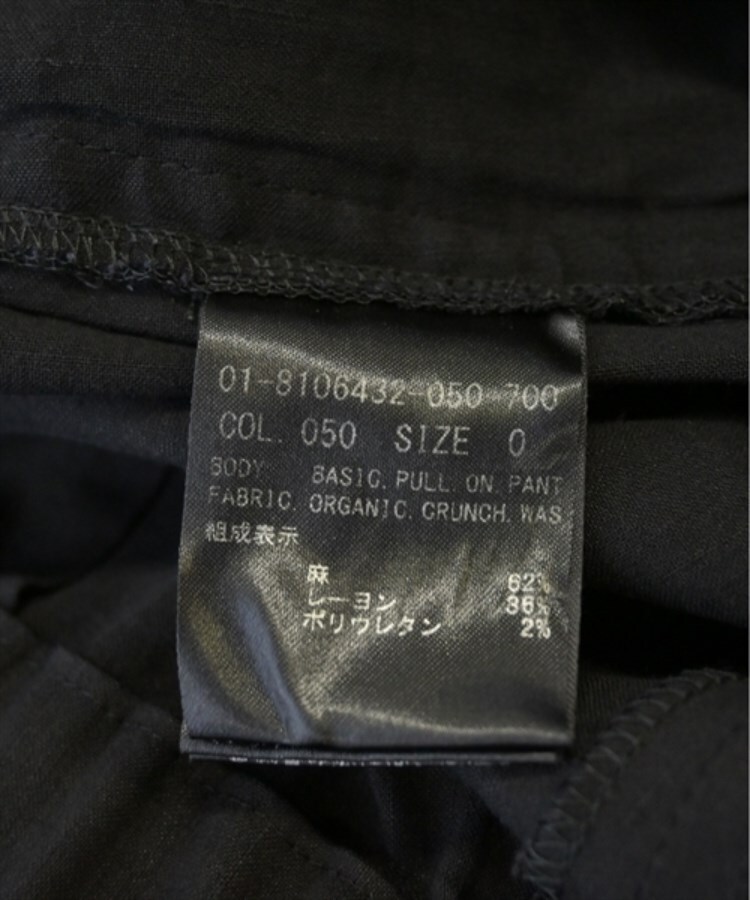 01-8106432-050 700
COL. 050 SIZE 0
BODY BASIC. PULL. ON. PANT
FABRIC. ORGANIC. CRUNCH. WAS
組成表示
麻 62%
レーヨン 36%
ポリウレタン 2%